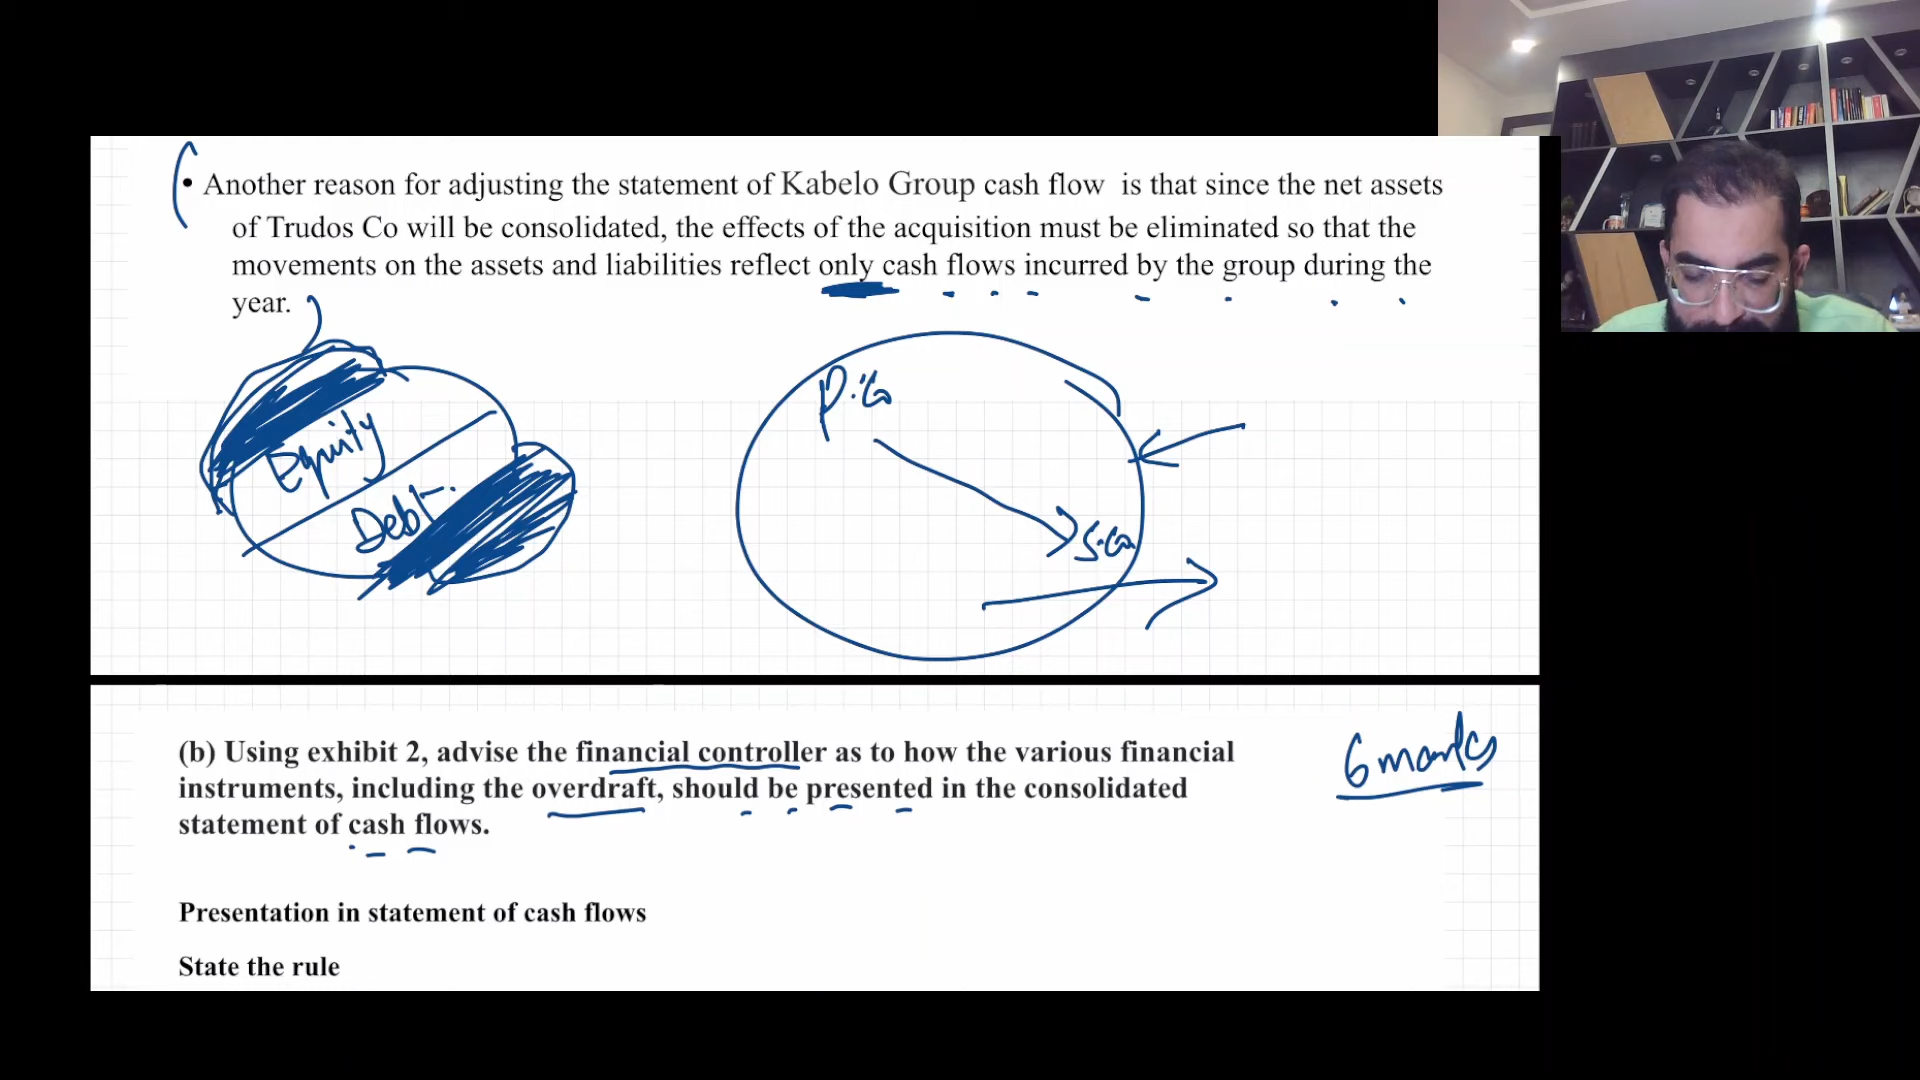 • Another reason for adjusting the statement of Kabelo Group cash flow is that since the net assets
of Trudos Co will be consolidated, the effects of the acquisition must be eliminated so that the
movements on the assets and liabilities reflect only cash flows incurred by the group during the
year.
P.Co
Equity
Debt.
S.Co
(b) Using exhibit 2, advise the financial controller as to how the various financial
instruments, including the overdraft, should be presented in the consolidated
statement of cash flows.
6 marks
Presentation in statement of cash flows
State the rule